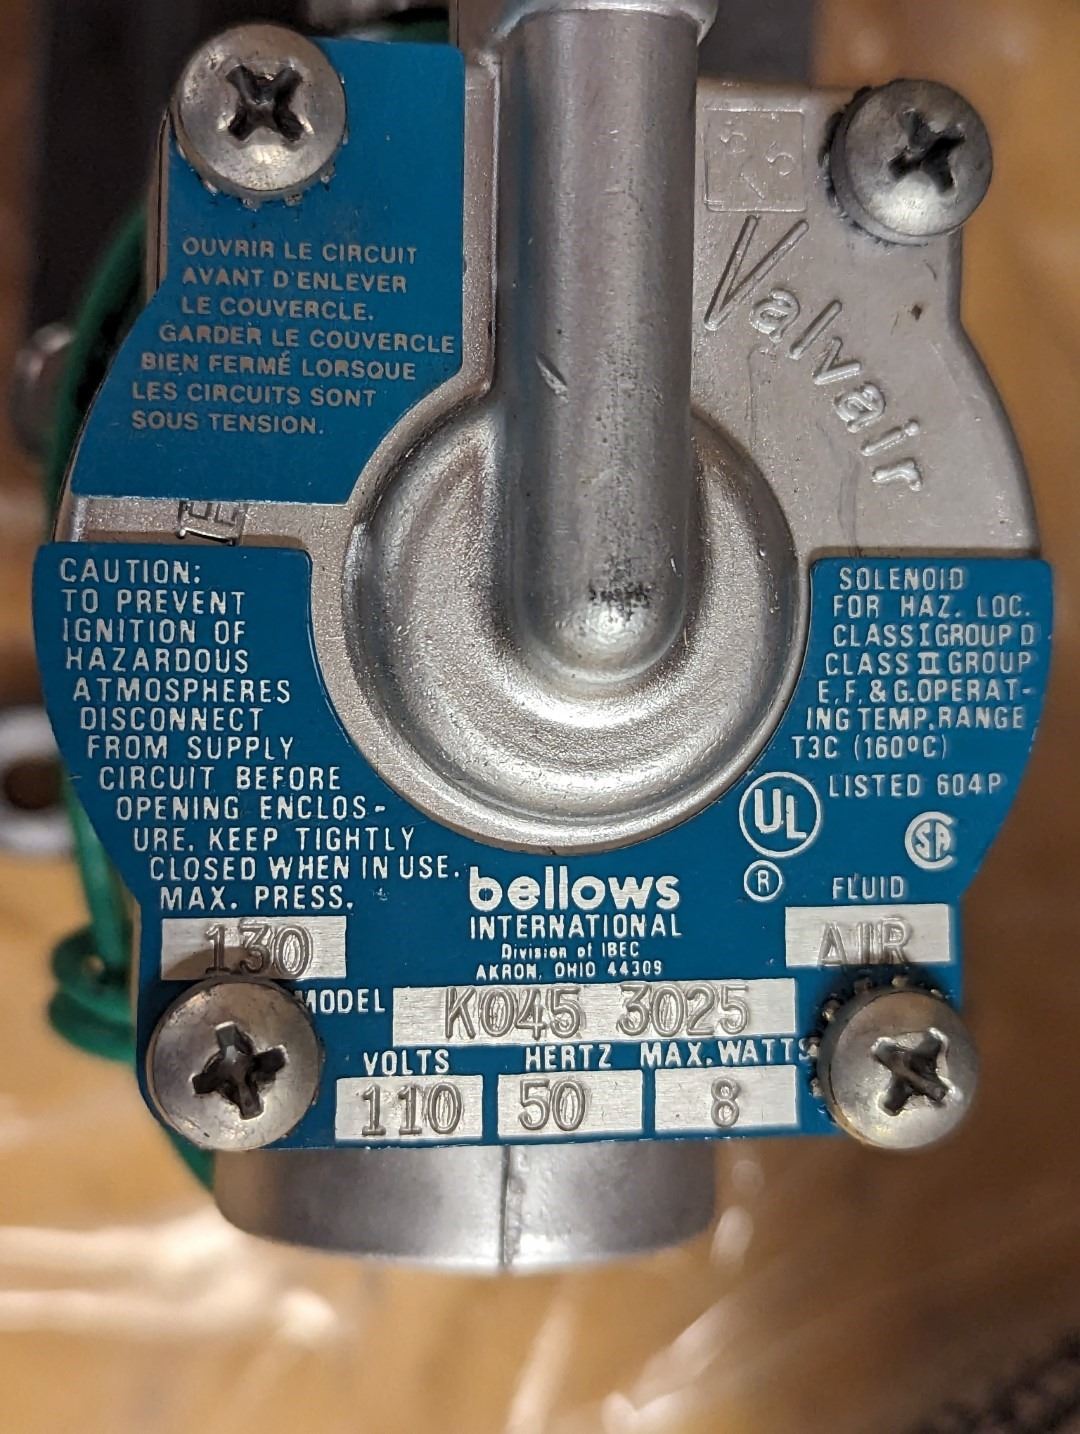 OUVRIR LE CIRCUIT
AVANT D'ENLEVER
LE COUVERCLE.
GARDER LE COUVERCLE
BIEN FERMÉ LORSQUE
LES CIRCUITS SONT
SOUS TENSION.
Valvair
CAUTION:
TO PREVENT
IGNITION OF
HAZARDOUS
ATMOSPHERES
DISCONNECT
FROM SUPPLY
CIRCUIT BEFORE
OPENING ENCLOS-
URE. KEEP TIGHTLY
CLOSED WHEN IN USE.
MAX. PRESS.
130
SOLENOID
FOR HAZ. LOC.
CLASS I GROUP D
CLASS II GROUP
E, F, & G. OPERAT-
ING TEMP. RANGE
T3C (160°C)
UL LISTED 604P
®
SA
FLUID
AIR
bellows
INTERNATIONAL
Division of IBEC
AKRON, OHIO 44309
MODEL K045 3025
VOLTS HERTZ MAX. WATTS
110 50 8